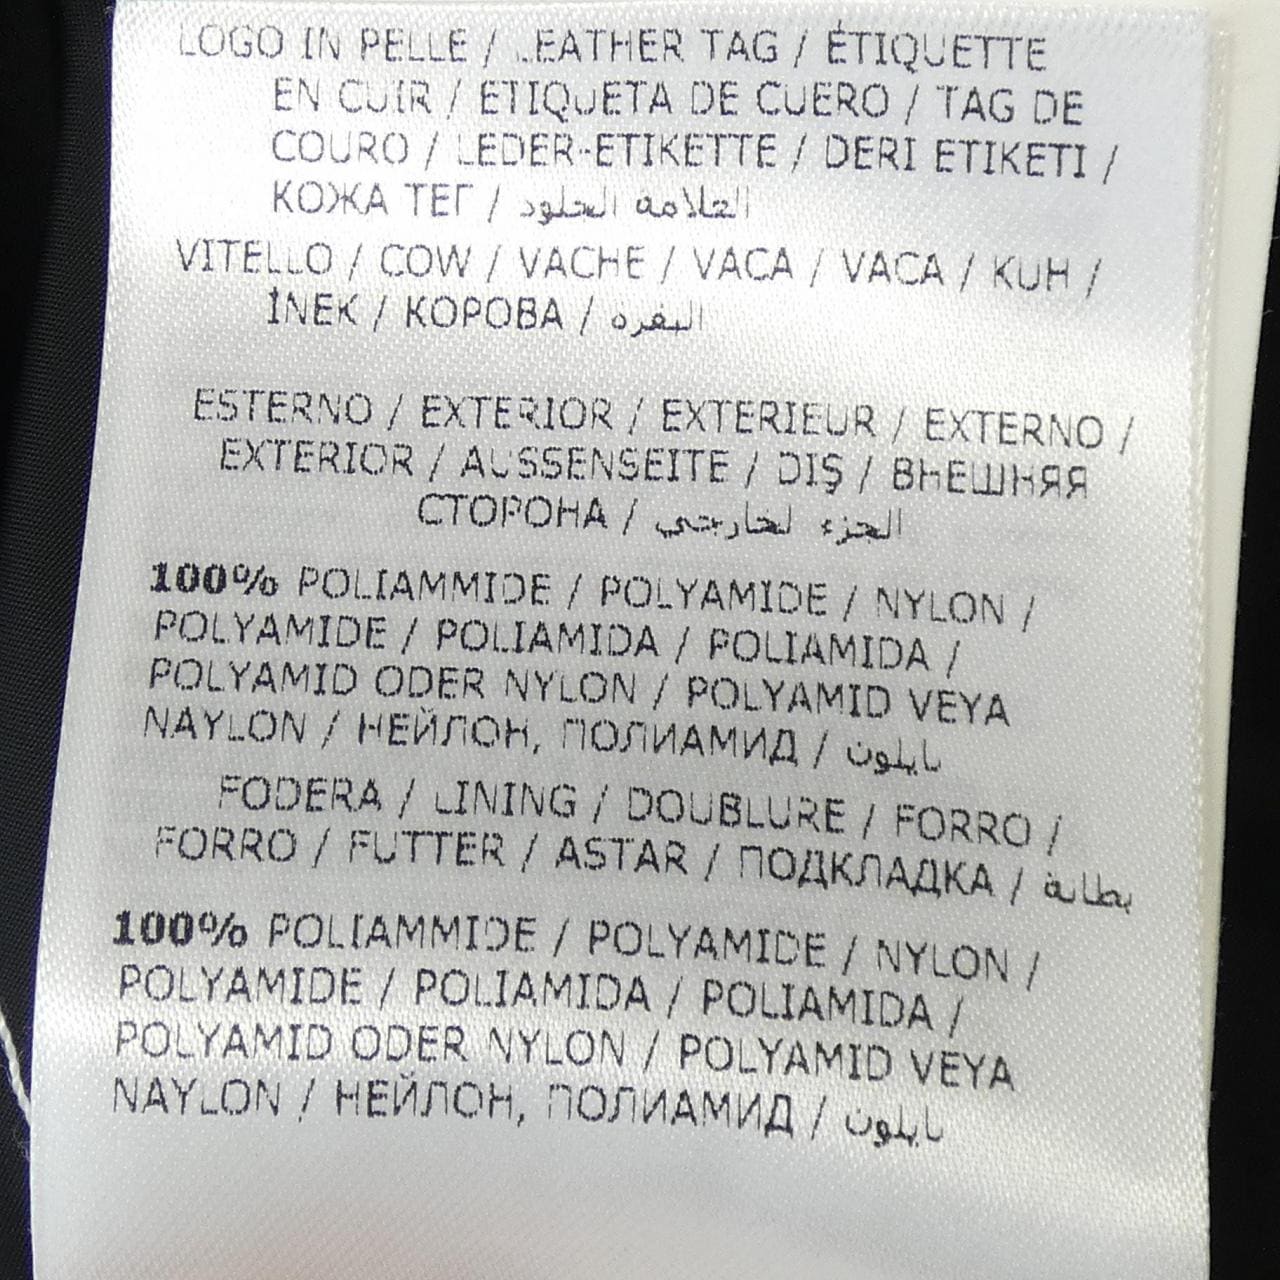 LOGO IN PELLE / LEATHER TAG / ÉTIQUETTE
EN CUIR / ETIQUETA DE CUERO / TAG DE
COURO / LEDER-ETIKETTE / DERI ETIKETI /
КОЖА ТЕГ / العلامة الجلود
VITELLO / COW / VACHE / VACA / VACA / KUH /
İNEK / КОРОВА / البقرة
ESTERNO / EXTERIOR / EXTERIEUR / EXTERNO /
EXTERIOR / AUSSENSEITE / DIŞ / ВНЕШНЯЯ
СТОРОНА / الجزء لخارجي
100% POLIAMMIDE / POLYAMIDE / NYLON /
POLYAMIDE / POLIAMIDA / POLIAMIDA /
POLYAMID ODER NYLON / POLYAMID VEYA
NAYLON / НЕЙЛОН, ПОЛИАМИД / نايلون
FODERA / LINING / DOUBLURE / FORRO /
FORRO / FUTTER / ASTAR / ПОДКЛАДКА / بطانة
100% POLIAMMIDE / POLYAMIDE / NYLON /
POLYAMIDE / POLIAMIDA / POLIAMIDA /
POLYAMID ODER NYLON / POLYAMID VEYA
NAYLON / НЕЙЛОН, ПОЛИАМИД / نايلون